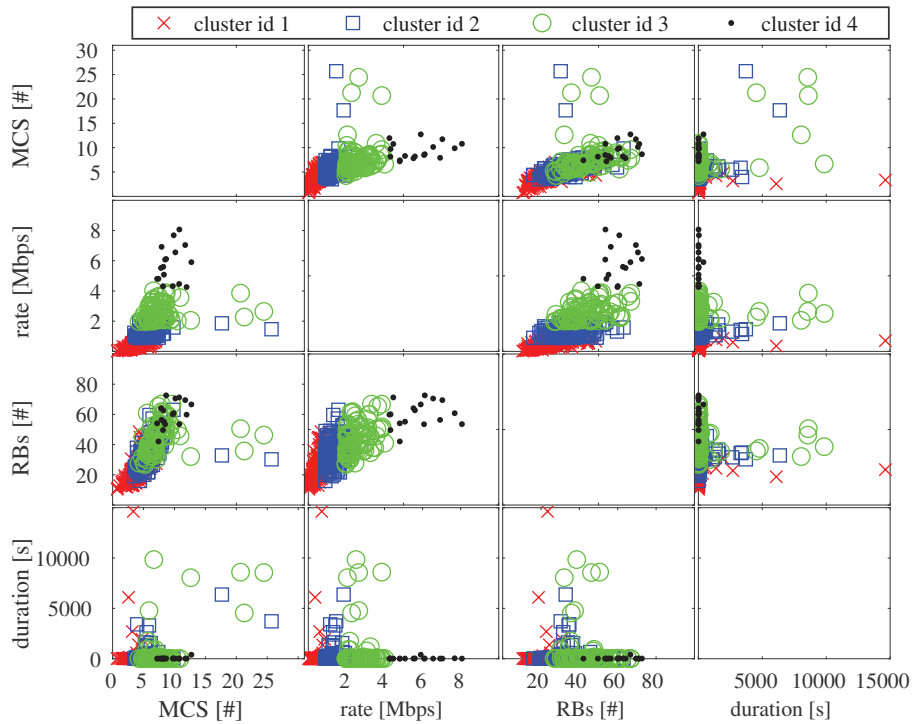 cluster id 1 cluster id 2 cluster id 3 cluster id 4
30
25
20
15
10
5
MCS [#]
8
6
4
2
rate [Mbps]
80
60
40
20
RBs [#]
10000
5000
0
duration [s]
0 5 10 15 20 25
2 4 6 8
20 40 60 80
5000 10000 15000
MCS [#] rate [Mbps] RBs [#] duration [s]